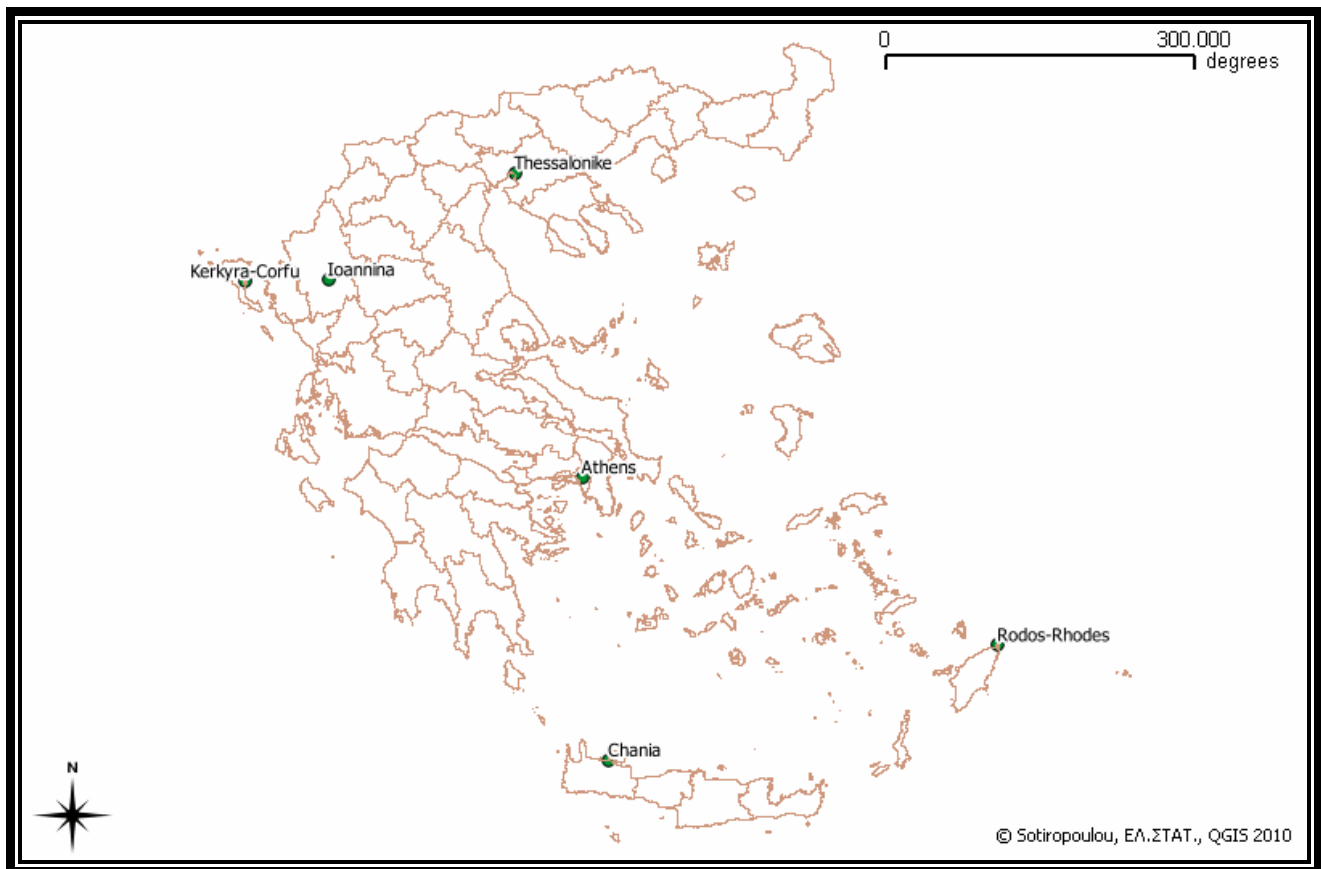 0 300.000
degrees
Thessalonike
Kerkyra-Corfu
Ioannina
Athens
Rodos-Rhodes
Chania
N
© Sotiropoulou, ΕΛ.ΣΤΑΤ., QGIS 2010